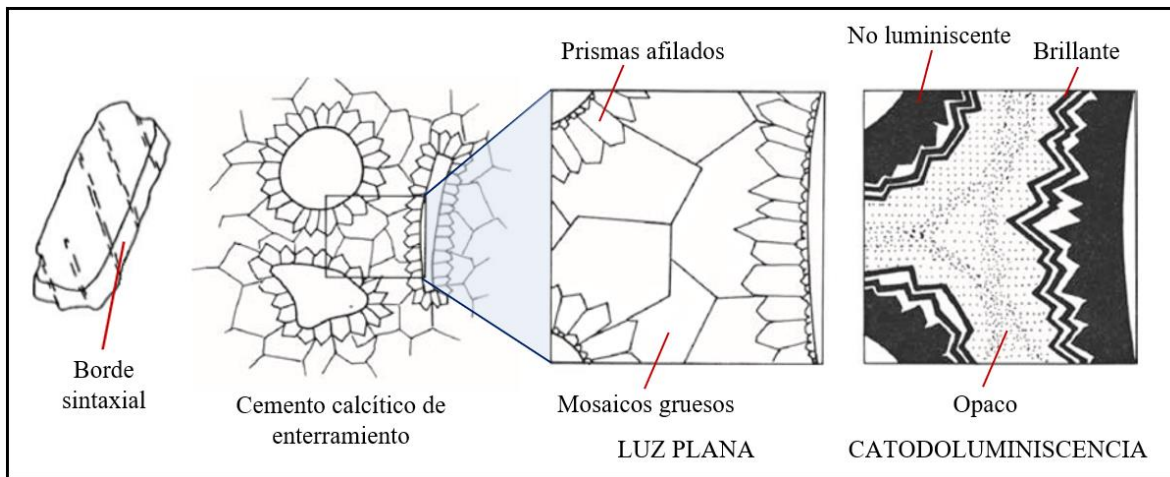 No luminiscente
Brillante
Prismas afilados
Borde
sintaxial
Cemento calcítico de
enterramiento
Mosaicos gruesos
Opaco
LUZ PLANA
CATODOLUMINISCENCIA